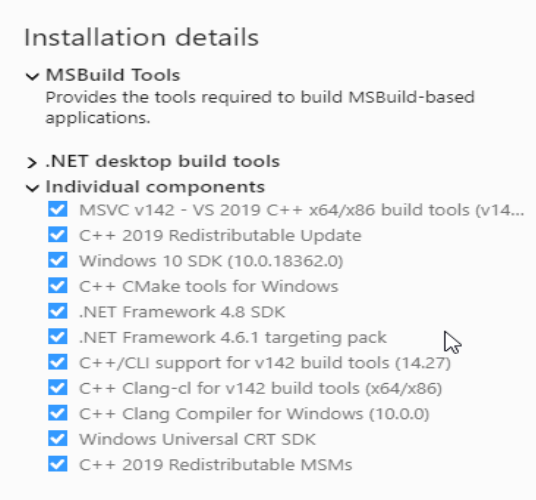 Installation details
MSBuild Tools
Provides the tools required to build MSBuild-based
applications.
.NET desktop build tools
Individual components
MSVC v142 - VS 2019 C++ x64/x86 build tools (v14...
C++ 2019 Redistributable Update
Windows 10 SDK (10.0.18362.0)
C++ CMake tools for Windows
.NET Framework 4.8 SDK
.NET Framework 4.6.1 targeting pack
C++/CLI support for v142 build tools (14.27)
C++ Clang-cl for v142 build tools (x64/x86)
C++ Clang Compiler for Windows (10.0.0)
Windows Universal CRT SDK
C++ 2019 Redistributable MSMs